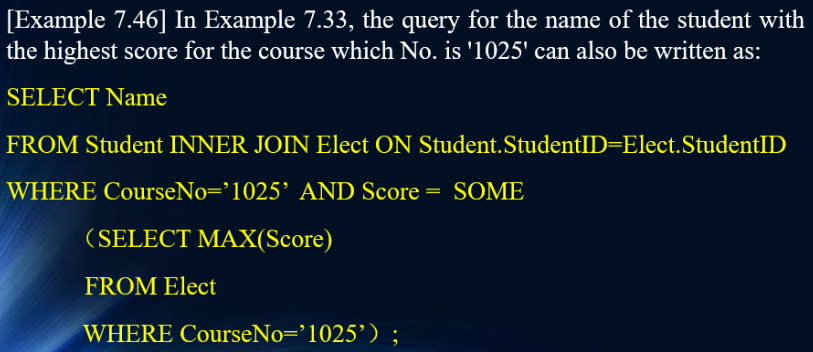 [Example 7.46] In Example 7.33, the query for the name of the student with
the highest score for the course which No. is '1025' can also be written as:
SELECT Name
FROM Student INNER JOIN Elect ON Student.StudentID=Elect.StudentID
WHERE CourseNo=’1025’ AND Score = SOME
（SELECT MAX(Score)
FROM Elect
WHERE CourseNo=’1025’）;